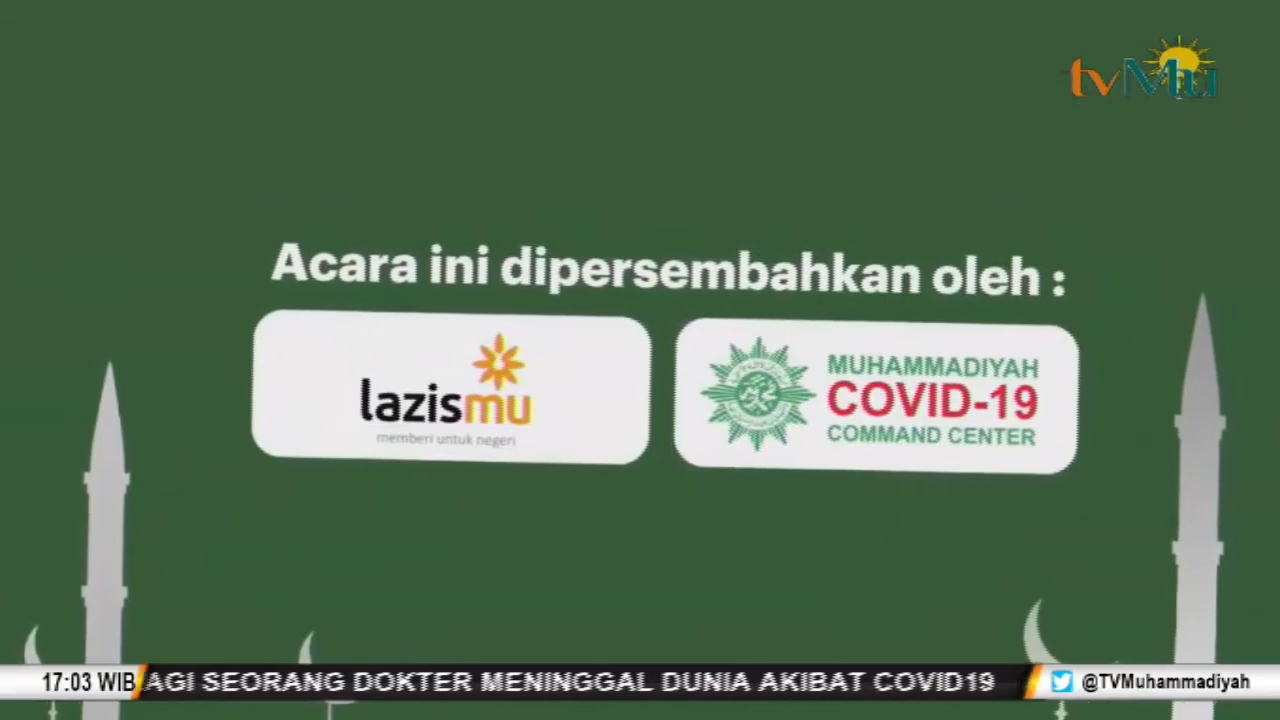 tvMu
Acara ini dipersembahkan oleh :
lazismu
memberi untuk negeri
MUHAMMADIYAH
COVID-19
COMMAND CENTER
17:03 WIB
AGI SEORANG DOKTER MENINGGAL DUNIA AKIBAT COVID19
@TVMuhammadiyah